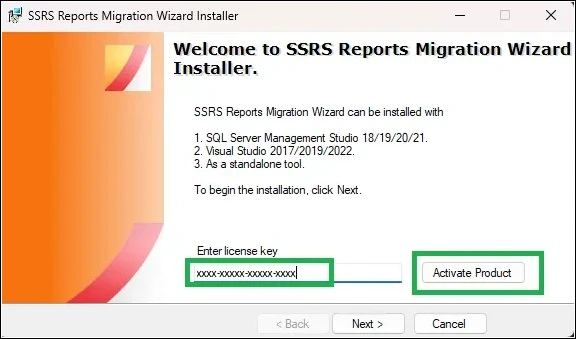 SSRS Reports Migration Wizard Installer
Welcome to SSRS Reports Migration Wizard
Installer.
SSRS Reports Migration Wizard can be installed with
1. SQL Server Management Studio 18/19/20/21.
2. Visual Studio 2017/2019/2022.
3. As a standalone tool.
To begin the installation, click Next.
Enter license key
xxxx-xxxxx-xxxxx-xxxx
Activate Product
< Back
Next >
Cancel